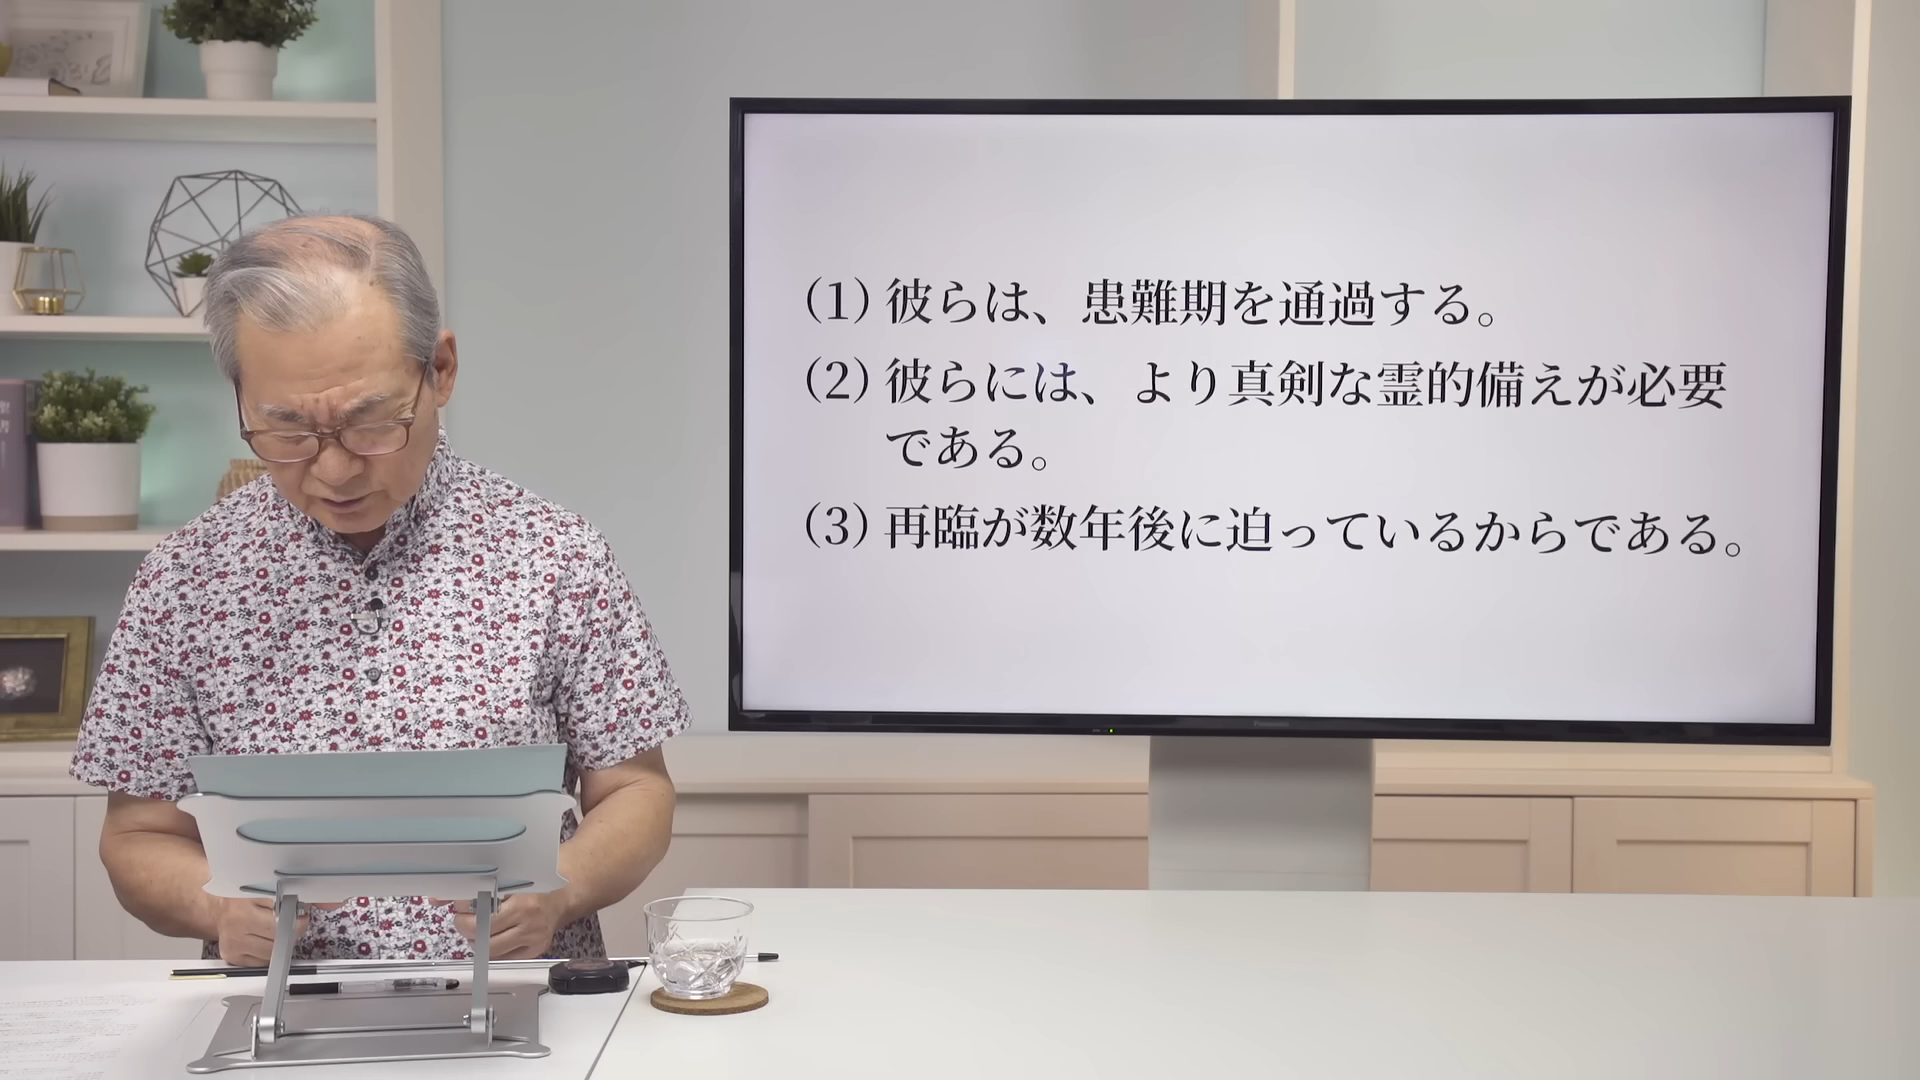 (1) 彼らは、患難期を通過する。
(2) 彼らには、より真剣な霊的備えが必要
である。
(3) 再臨が数年後に迫っているからである。
Panasonic